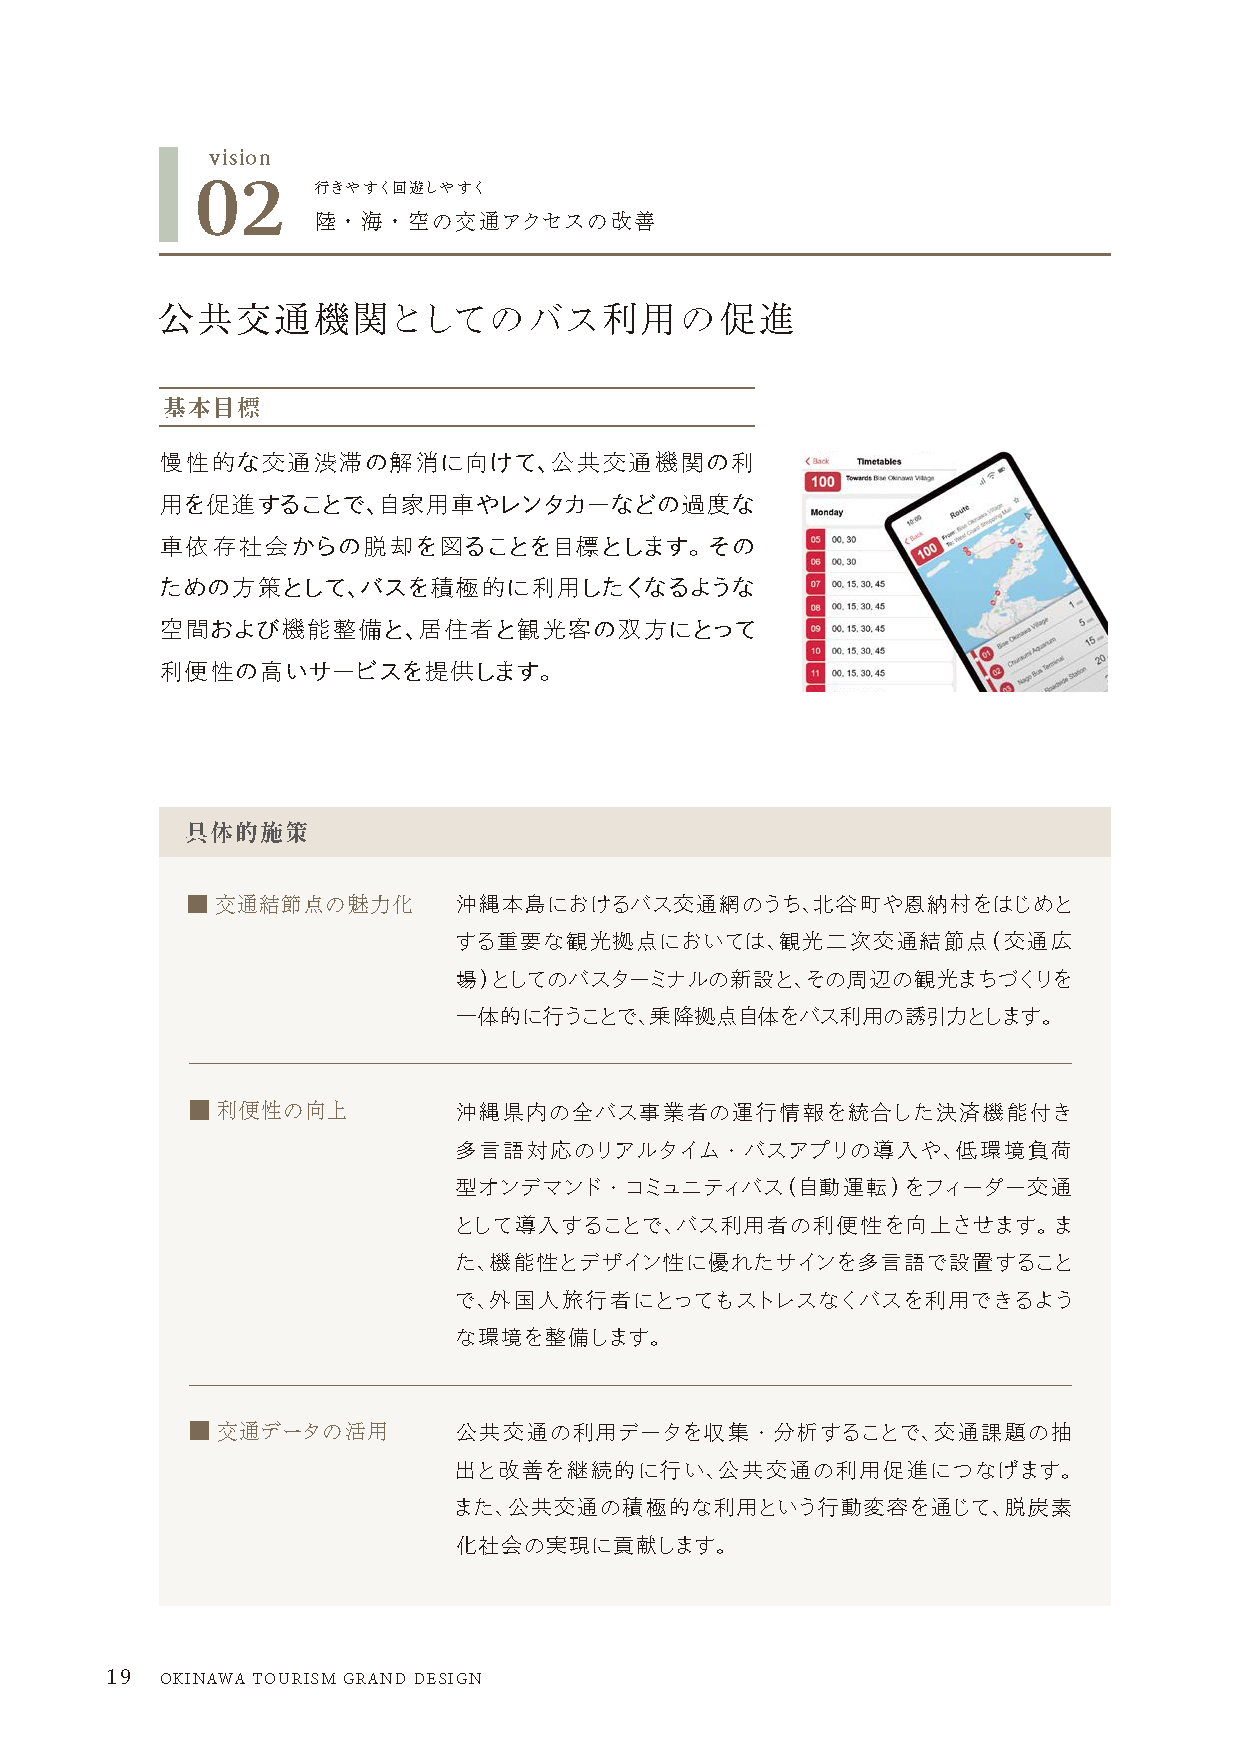 vision
02
行きやすく回遊しやすく
陸・海・空の交通アクセスの改善
公共交通機関としてのバス利用の促進
基本目標
慢性的な交通渋滞の解消に向けて、公共交通機関の利
用を促進することで、自家用車やレンタカーなどの過度な
車依存社会からの脱却を図ることを目標とします。その
ための方策として、バスを積極的に利用したくなるような
空間および機能整備と、居住者と観光客の双方にとって
利便性の高いサービスを提供します。
Back Timetables
100 Towards Bise Okinawa Village
Monday
05 00, 30
06 00, 30
07 00, 15, 30, 45
08 00, 15, 30, 45
09 00, 15, 30, 45
10 00, 15, 30, 45
11 00, 15, 30, 45
10:00
Back Route
100 From: Bise Okinawa Village
To: West Coast Shopping Mall
1 min
01 Bise Okinawa Village 5 min
02 Churaumi Aquarium 15 min
03 Nago Bus Terminal 20
Roadside Station
具体的施策
■ 交通結節点の魅力化
沖縄本島におけるバス交通網のうち、北谷町や恩納村をはじめと
する重要な観光拠点においては、観光二次交通結節点(交通広
場)としてのバスターミナルの新設と、その周辺の観光まちづくりを
一体的に行うことで、乗降拠点自体をバス利用の誘引力とします。
■ 利便性の向上
沖縄県内の全バス事業者の運行情報を統合した決済機能付き
多言語対応のリアルタイム・バスアプリの導入や、低環境負荷
型オンデマンド・コミュニティバス(自動運転)をフィーダー交通
として導入することで、バス利用者の利便性を向上させます。ま
た、機能性とデザイン性に優れたサインを多言語で設置すること
で、外国人旅行者にとってもストレスなくバスを利用できるよう
な環境を整備します。
■ 交通データの活用
公共交通の利用データを収集・分析することで、交通課題の抽
出と改善を継続的に行い、公共交通の利用促進につなげます。
また、公共交通の積極的な利用という行動変容を通じて、脱炭素
化社会の実現に貢献します。
19 OKINAWA TOURISM GRAND DESIGN